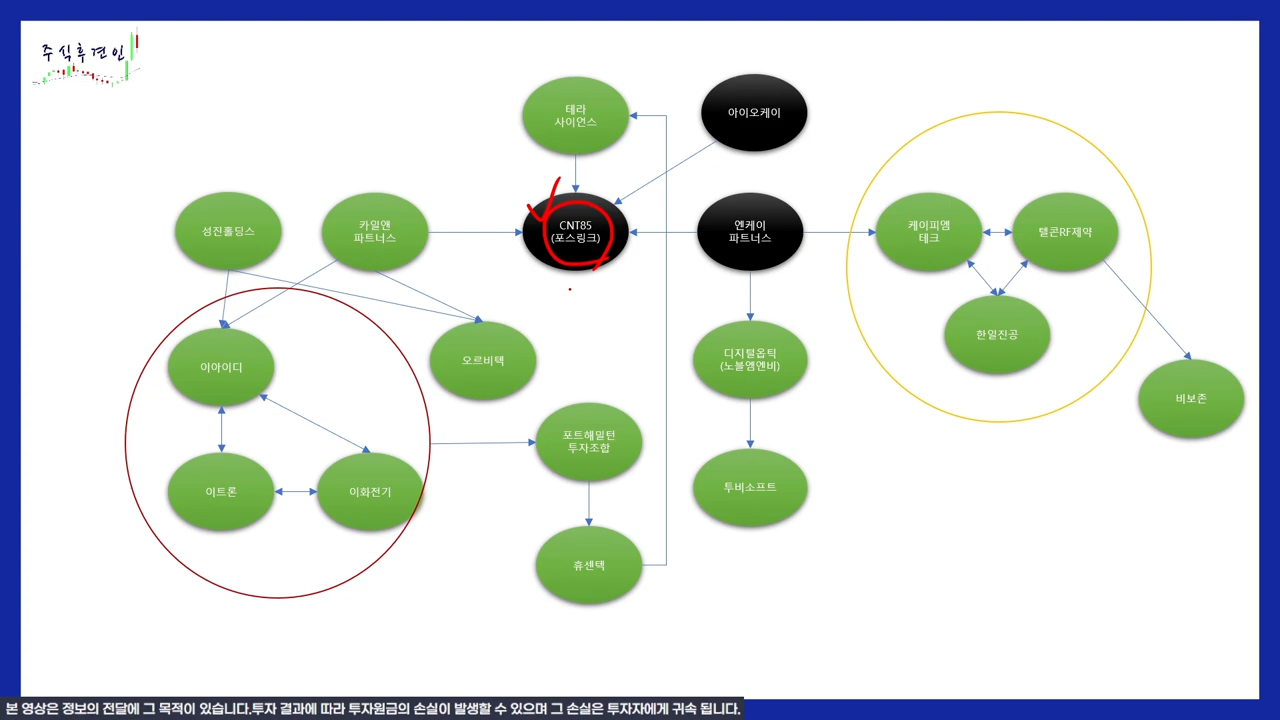 주식후견인
테라
사이언스
아이오케이
성진홀딩스
카일앤
파트너스
CNT85
(포스링크)
엔케이
파트너스
케이피엠
테크
텔콘RF제약
한일진공
이아이디
오르비텍
디지털옵틱
(노블엠앤비)
비보존
포트해밀턴
투자조합
이트론
이화전기
투비소프트
휴센텍
본 영상은 정보의 전달에 그 목적이 있습니다.투자 결과에 따라 투자원금의 손실이 발생할 수 있으며 그 손실은 투자자에게 귀속 됩니다.